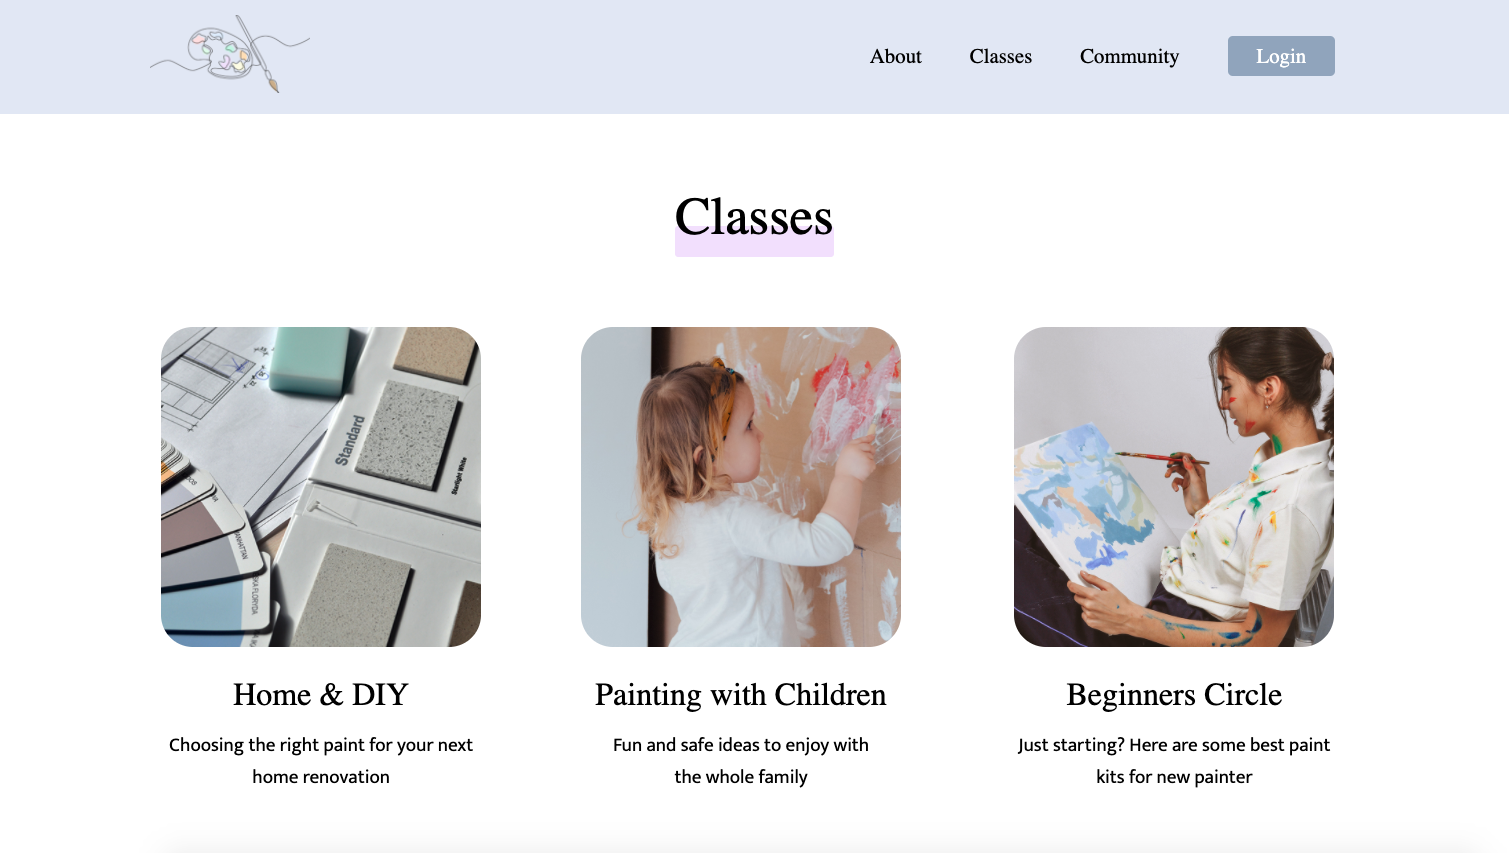 About Classes Community Login
Classes
Standard
Starlight White
MANHATTAN
Home & DIY
Painting with Children
Beginners Circle
Choosing the right paint for your next
home renovation
Fun and safe ideas to enjoy with
the whole family
Just starting? Here are some best paint
kits for new painter